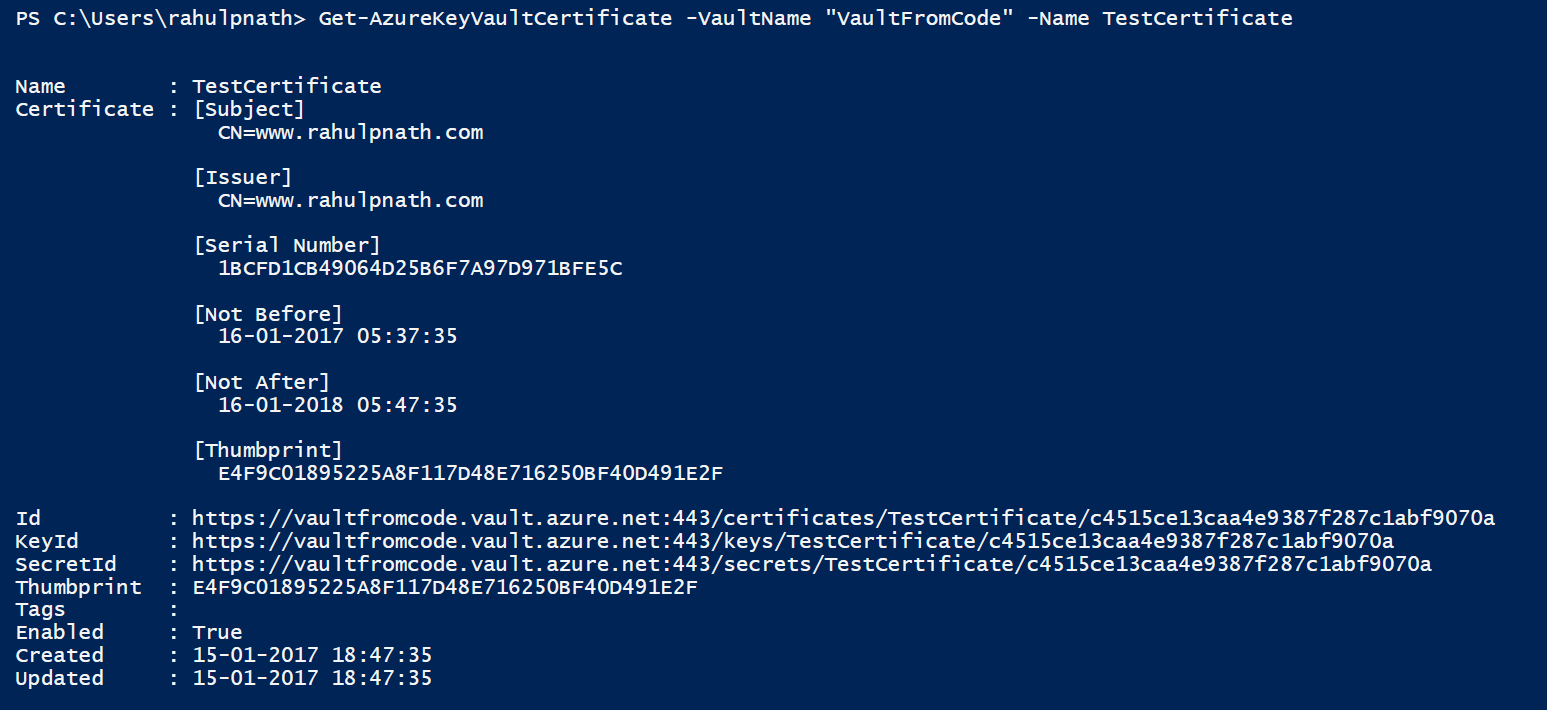 PS C:\Users\rahulpnath> Get-AzureKeyVaultCertificate -VaultName "VaultFromCode" -Name TestCertificate
Name        : TestCertificate
Certificate : [Subject]
CN=www.rahulpnath.com
[Issuer]
CN=www.rahulpnath.com
[Serial Number]
1BCFD1CB49064D25B6F7A97D971BFE5C
[Not Before]
16-01-2017 05:37:35
[Not After]
16-01-2018 05:47:35
[Thumbprint]
E4F9C01895225A8F117D48E716250BF40D491E2F
Id          : https://vaultfromcode.vault.azure.net:443/certificates/TestCertificate/c4515ce13caa4e9387f287c1abf9070a
KeyId       : https://vaultfromcode.vault.azure.net:443/keys/TestCertificate/c4515ce13caa4e9387f287c1abf9070a
SecretId    : https://vaultfromcode.vault.azure.net:443/secrets/TestCertificate/c4515ce13caa4e9387f287c1abf9070a
Thumbprint  : E4F9C01895225A8F117D48E716250BF40D491E2F
Tags        :
Enabled     : True
Created     : 15-01-2017 18:47:35
Updated     : 15-01-2017 18:47:35